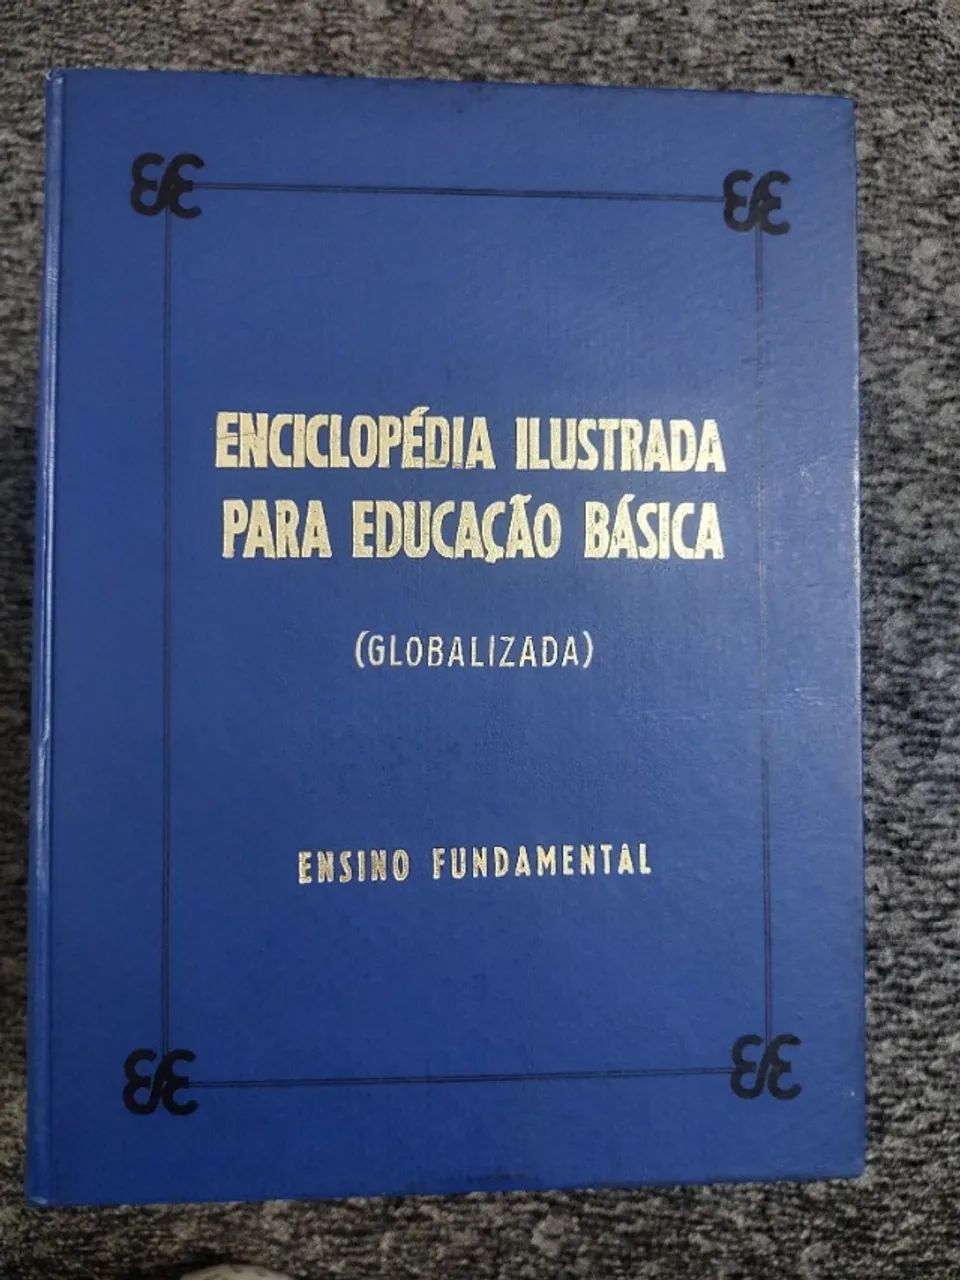 ENCICLOPÉDIA ILUSTRADA
PARA EDUCAÇÃO BÁSICA
(GLOBALIZADA)
ENSINO FUNDAMENTAL